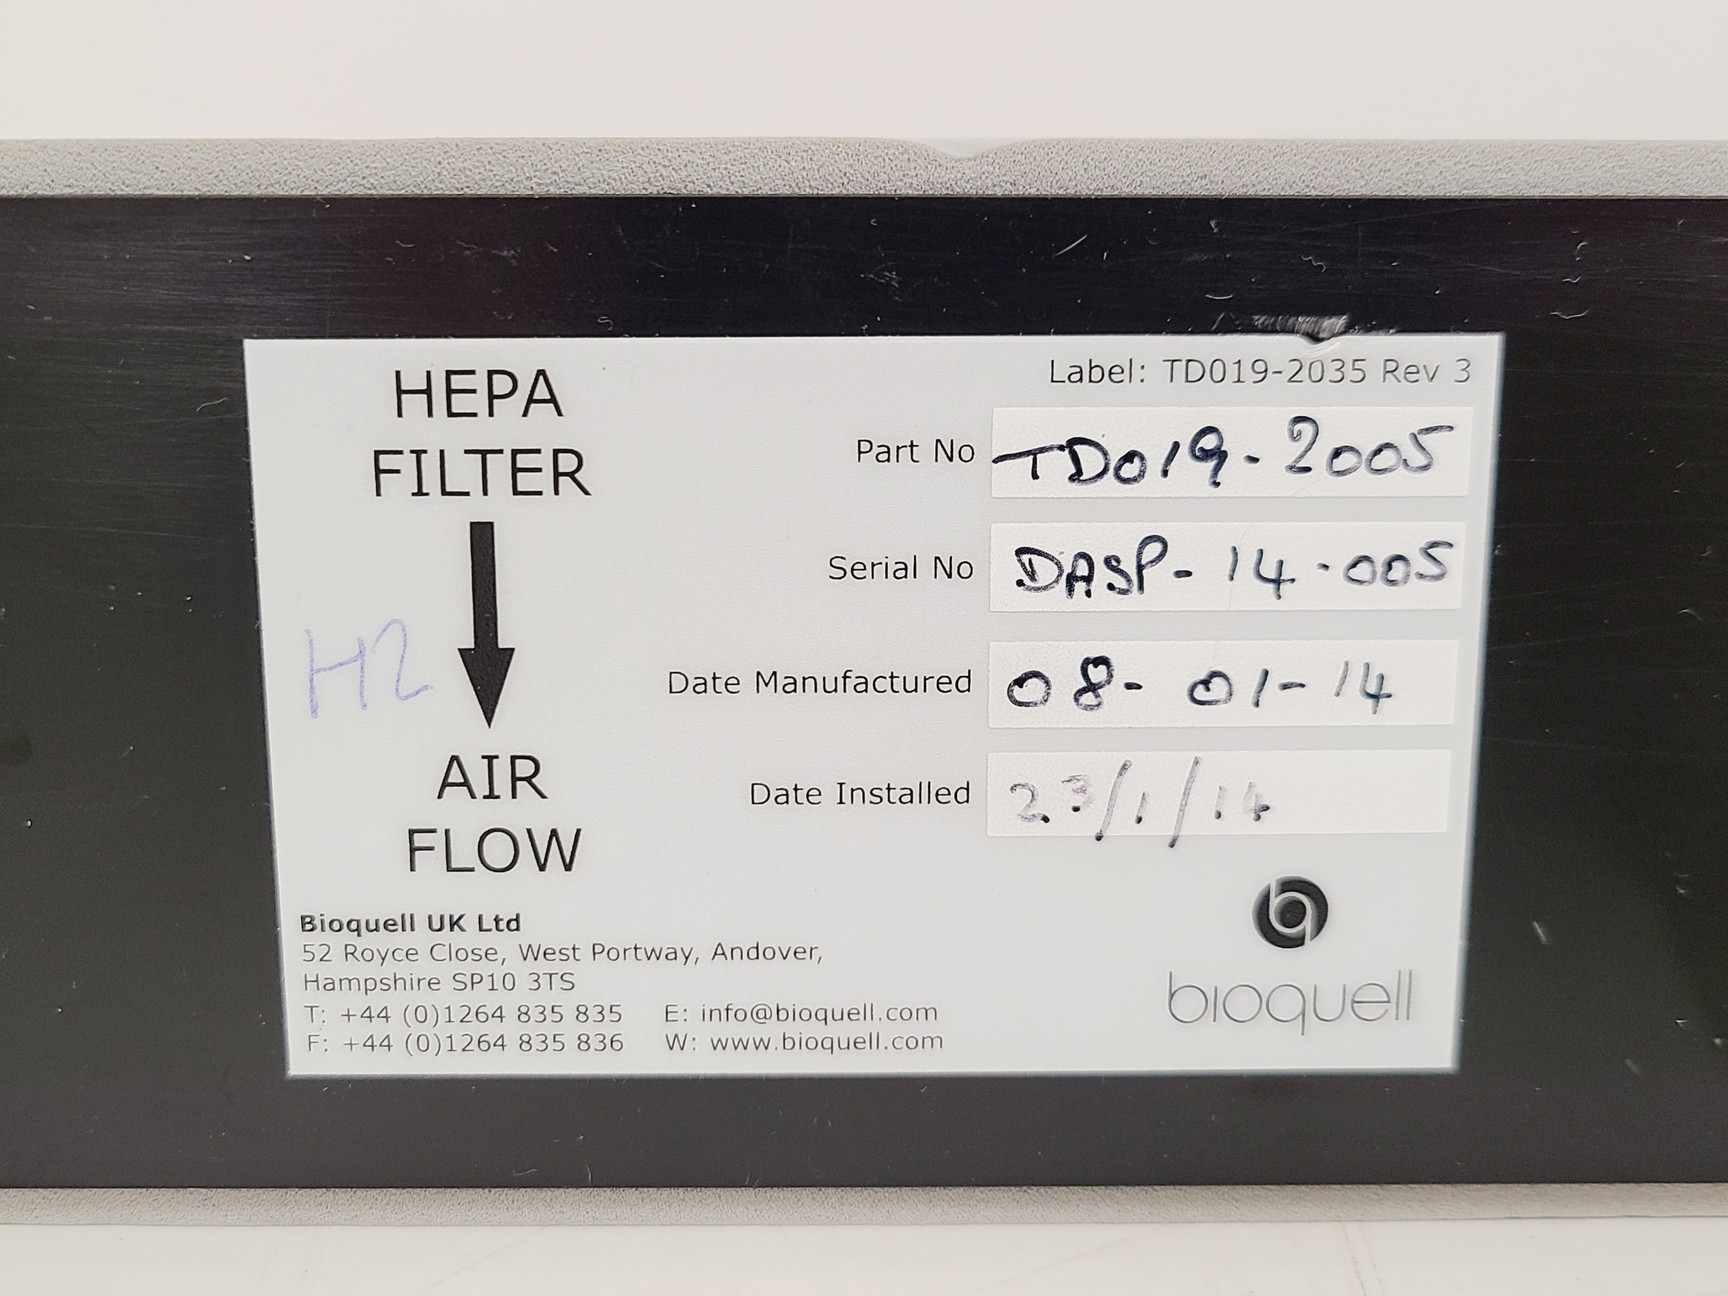 HEPA
FILTER
H2
AIR
FLOW
Label: TD019-2035 Rev 3
Part No TD019-2005
Serial No DASP-14-005
Date Manufactured 08-01-14
Date Installed 23/1/14
Bioquell UK Ltd
52 Royce Close, West Portway, Andover,
Hampshire SP10 3TS
T: +44 (0)1264 835 835 E: info@bioquell.com
F: +44 (0)1264 835 836 W: www.bioquell.com
bioquell